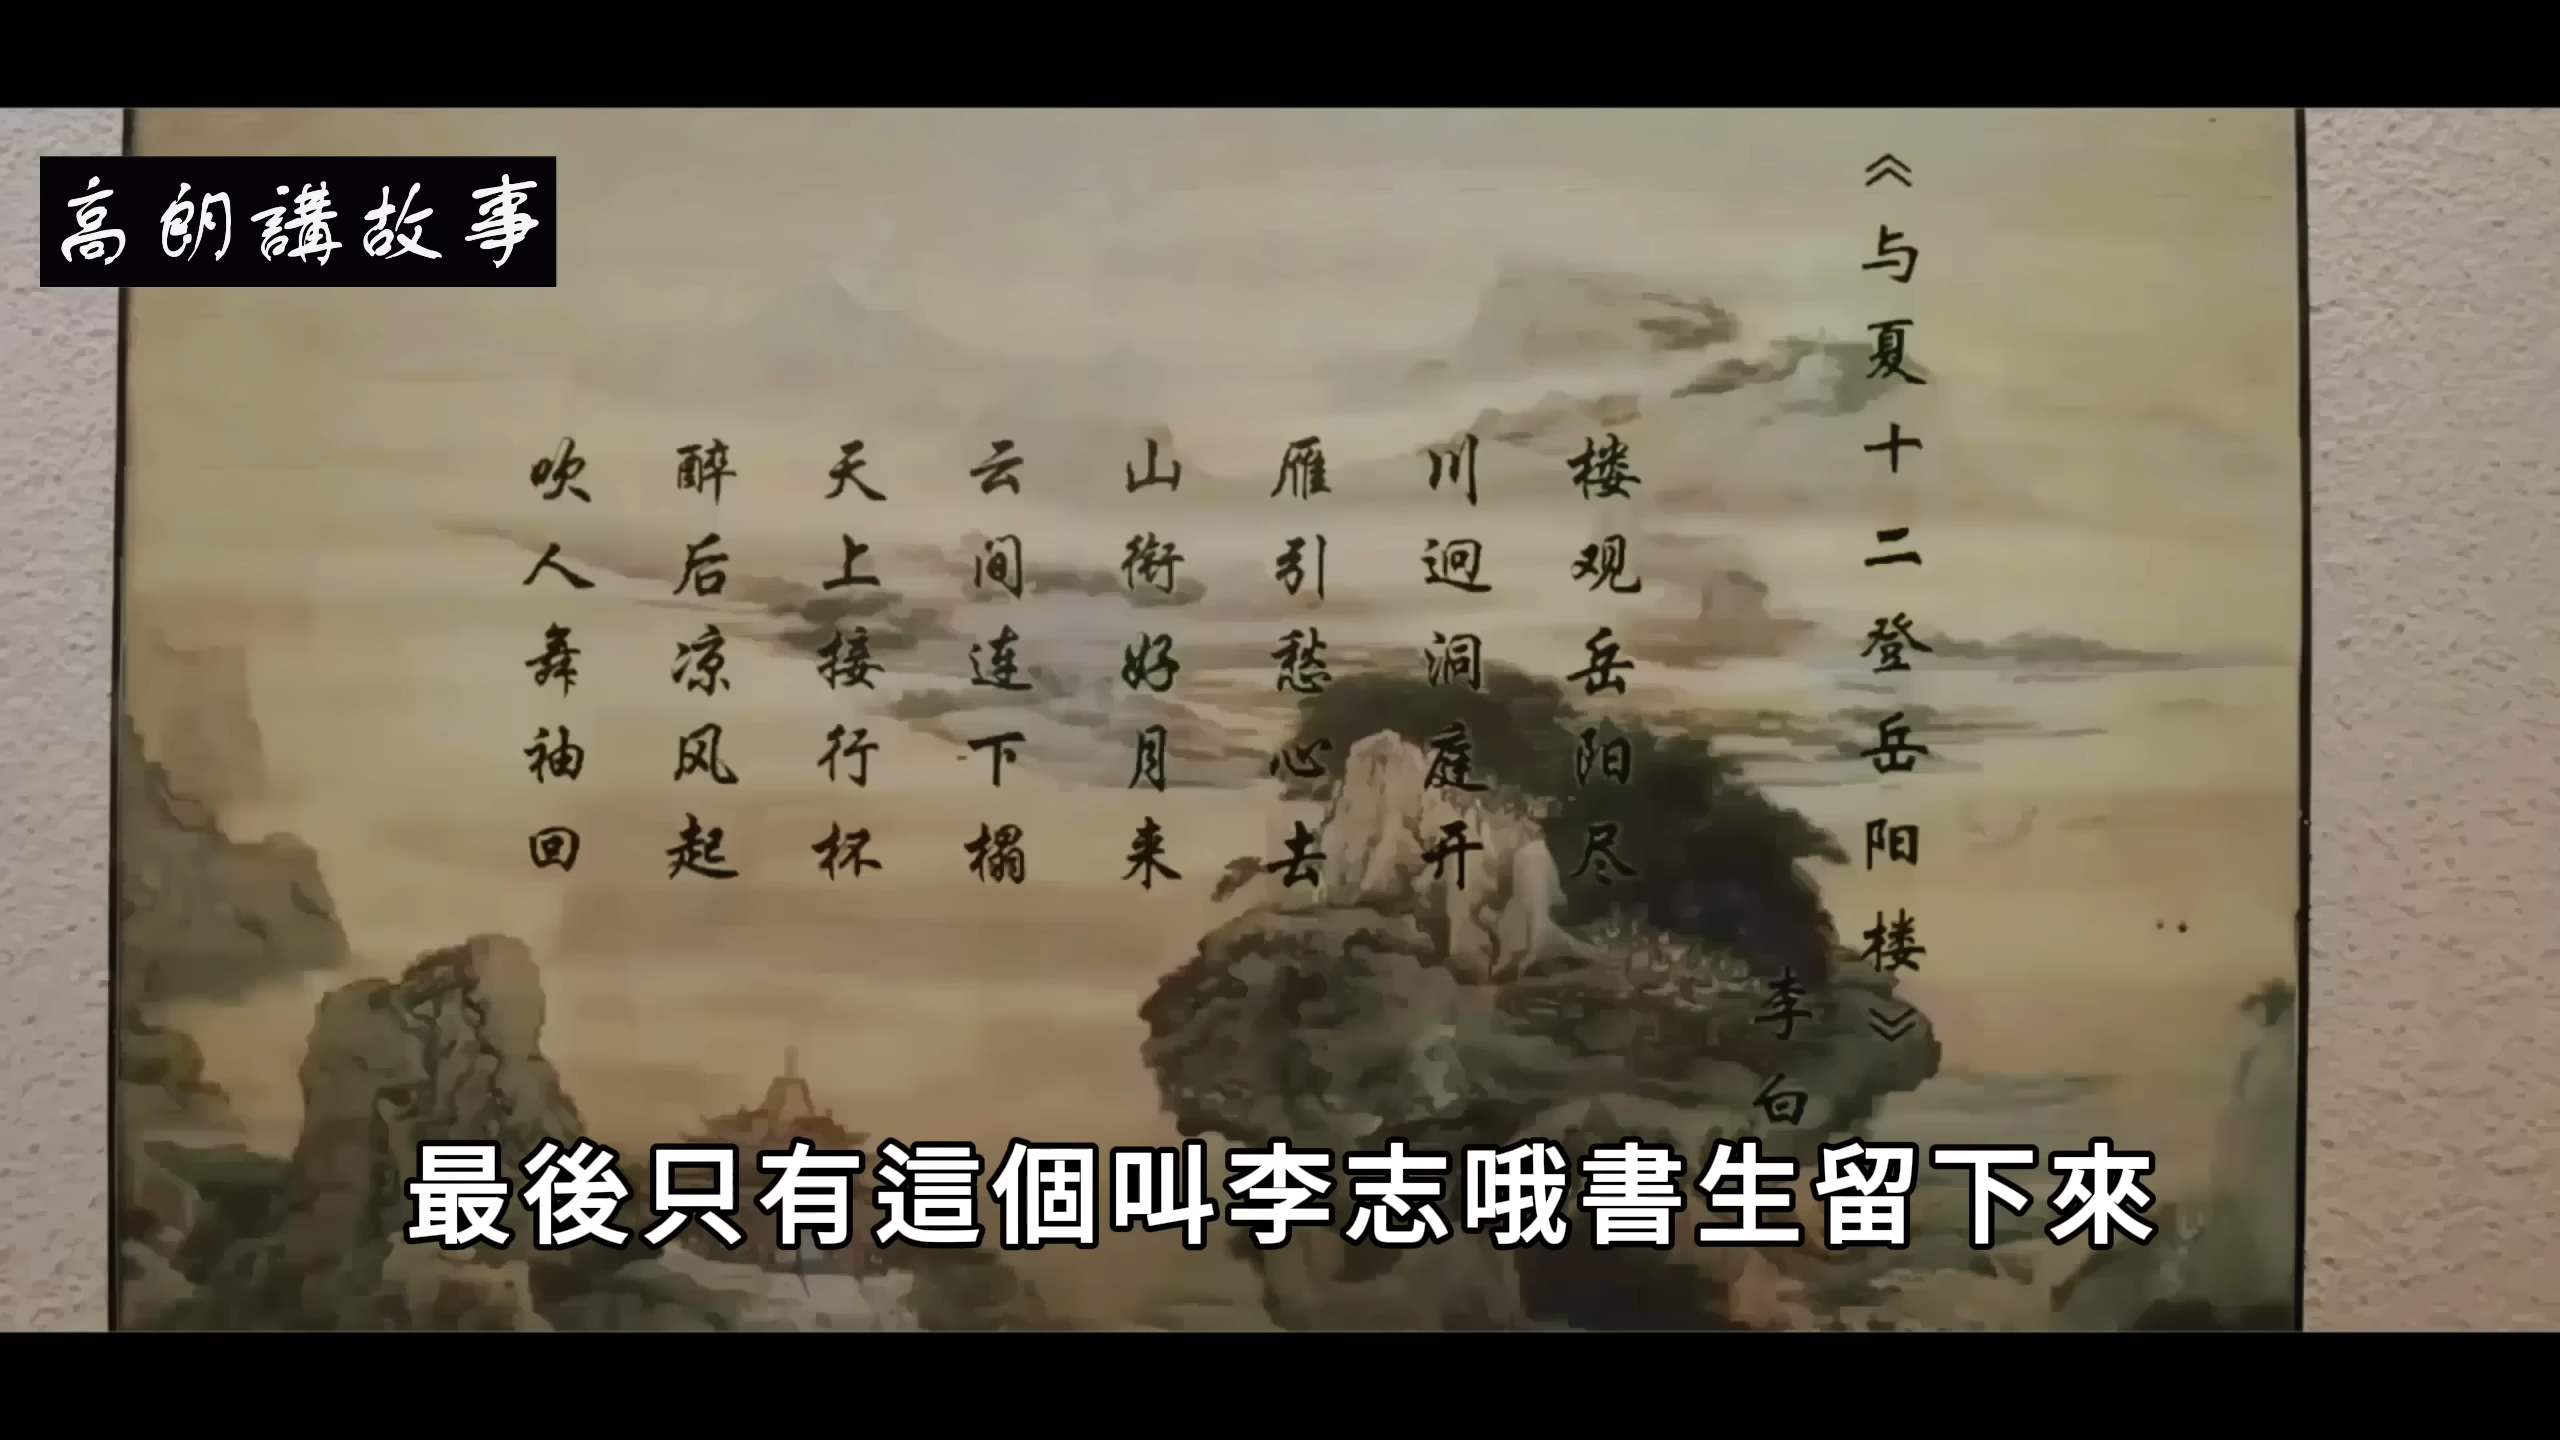 高朗講故事
《与夏十二登岳阳楼》
李白
楼观岳阳尽
川迥洞庭开
雁引愁心去
山衔好月来
云间连下榻
天上接行杯
醉后凉风起
吹人舞袖回
最後只有這個叫李志哦書生留下來